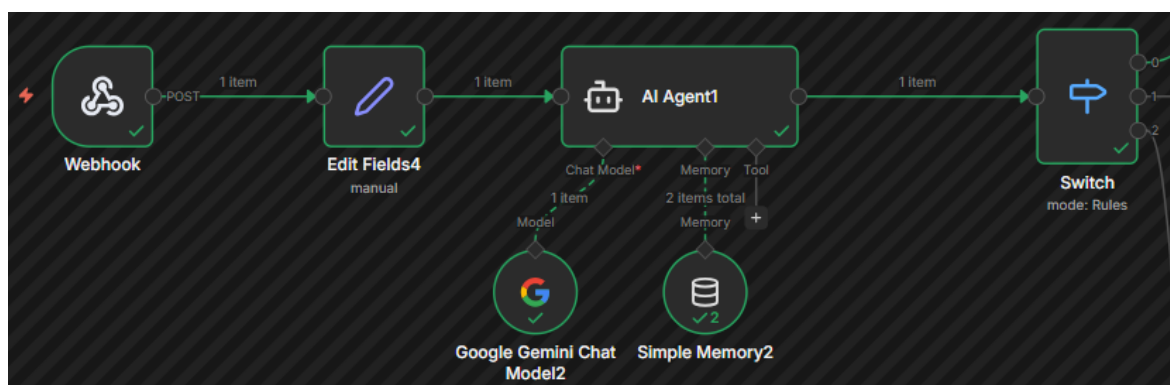 POST
1 item
1 item
AI Agent1
1 item
0
1
2
Webhook
Edit Fields4
manual
Chat Model*
Memory
Tool
1 item
2 items total
Model
Memory
+
Switch
mode: Rules
2
Google Gemini Chat
Model2
Simple Memory2